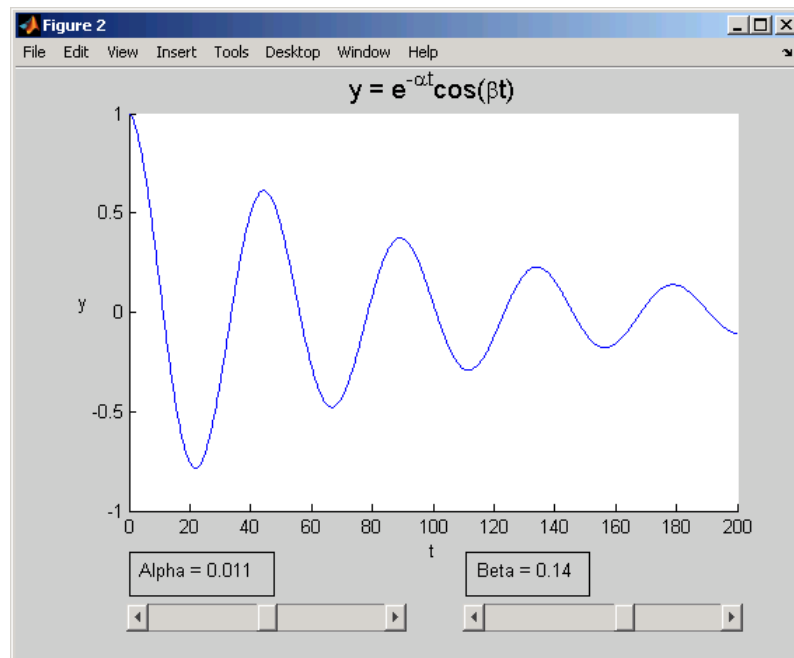 Figure 2
File Edit View Insert Tools Desktop Window Help
y = e^-αt cos(βt)
1
0.5
y
0
-0.5
-1
0 20 40 60 80 100 120 140 160 180 200
t
Alpha = 0.011
Beta = 0.14